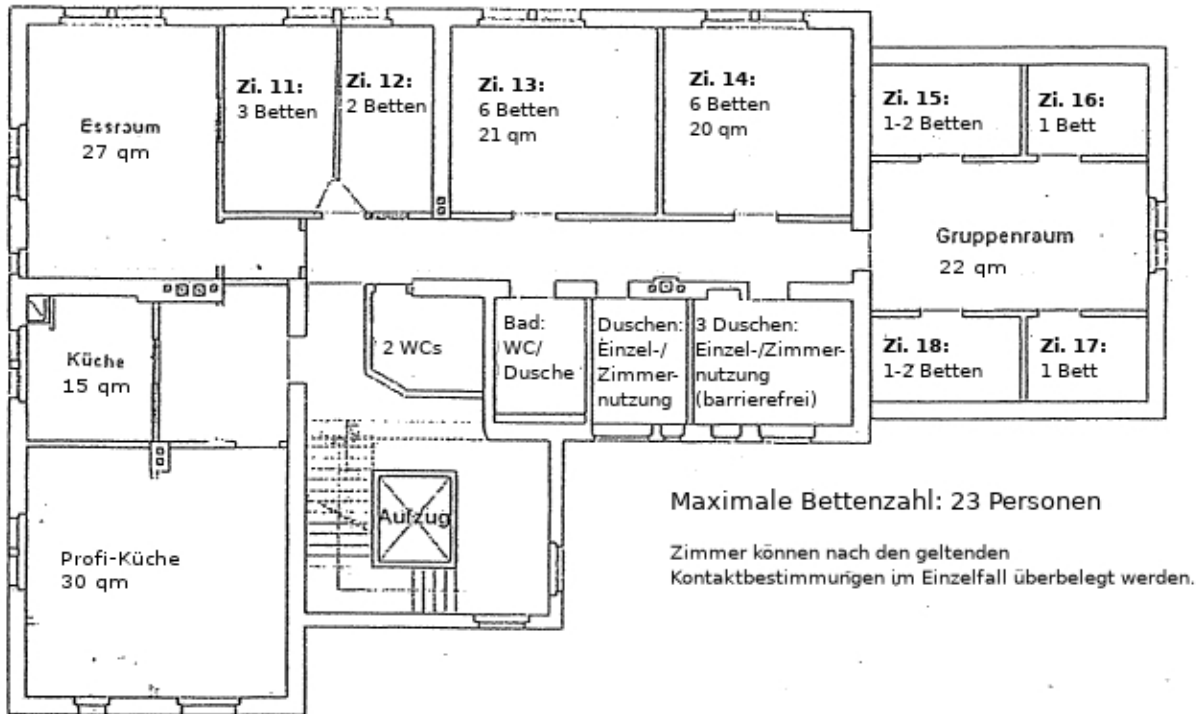 Essraum
27 qm
Zi. 11:
3 Betten
Zi. 12:
2 Betten
Zi. 13:
6 Betten
21 qm
Zi. 14:
6 Betten
20 qm
Zi. 15:
1-2 Betten
Zi. 16:
1 Bett
Gruppenraum
22 qm
Küche
15 qm
2 WCs
Bad:
WC/
Dusche
Duschen:
Einzel-/
Zimmer-
nutzung
3 Duschen:
Einzel-/Zimmer-
nutzung
(barrierefrei)
Zi. 18:
1-2 Betten
Zi. 17:
1 Bett
Aufzug
Profi-Küche
30 qm
Maximale Bettenzahl: 23 Personen
Zimmer können nach den geltenden
Kontaktbestimmungen im Einzelfall überbelegt werden.